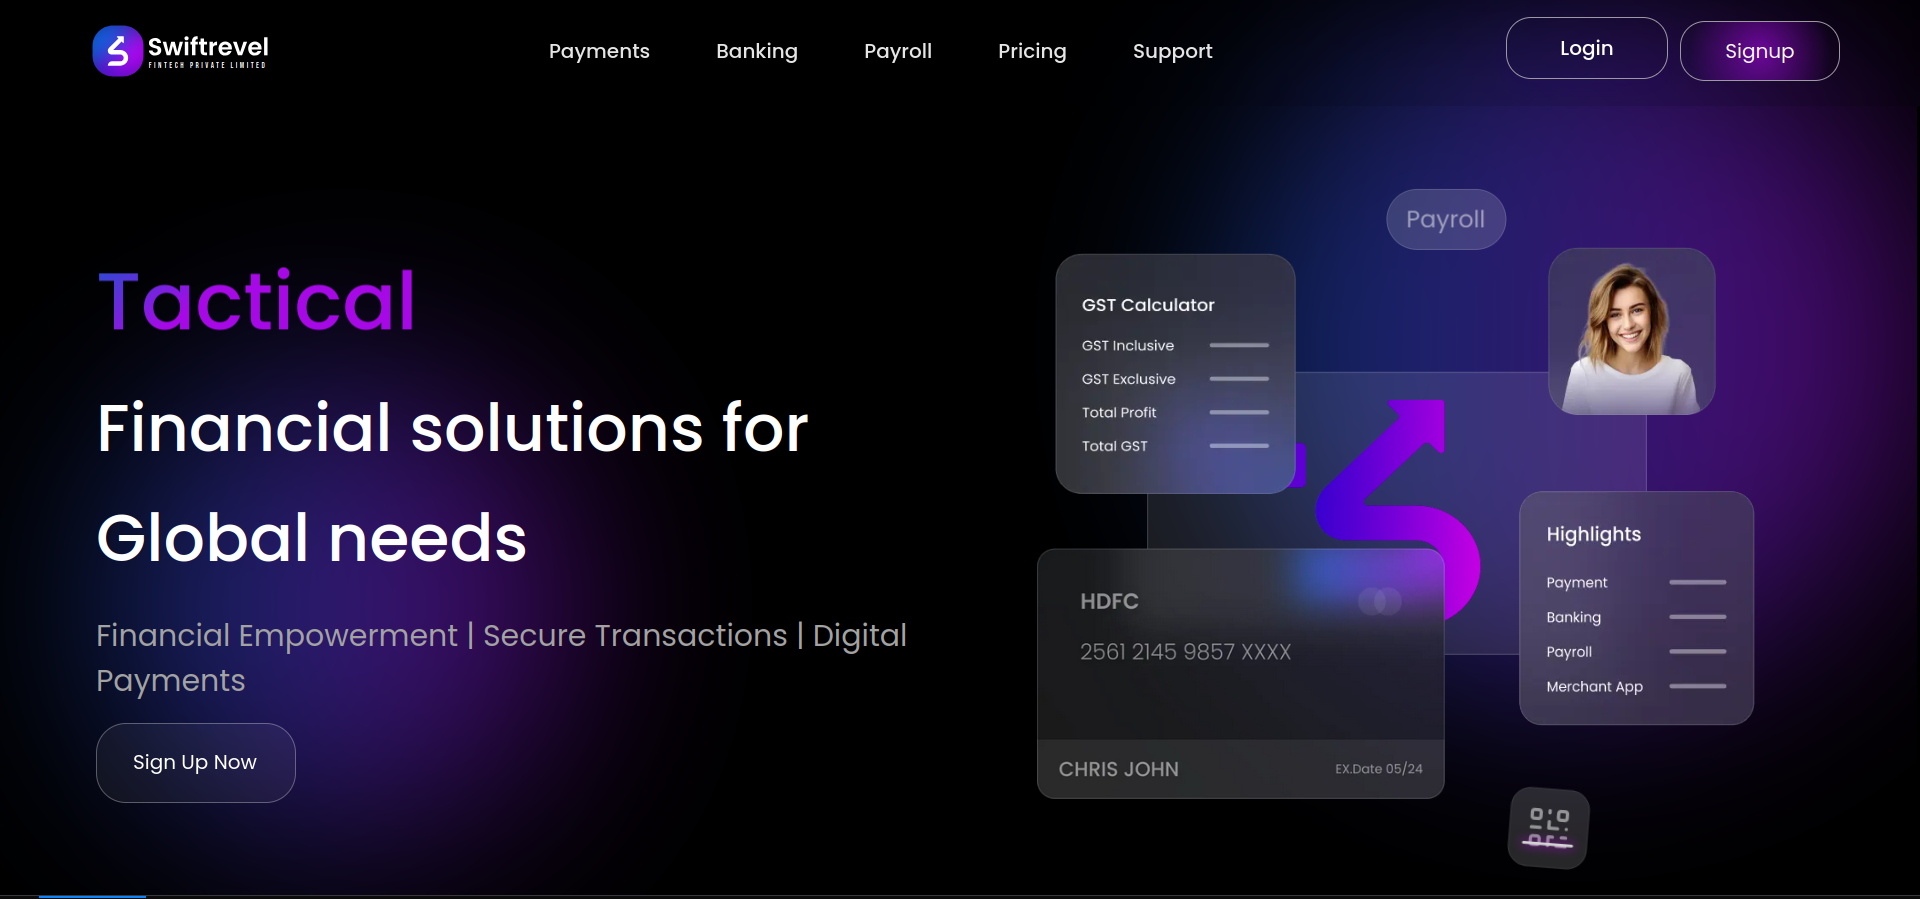 Swiftrevel
FINTECH PRIVATE LIMITED
Payments
Banking
Payroll
Pricing
Support
Login
Signup
Tactical
Financial solutions for
Global needs
Financial Empowerment | Secure Transactions | Digital
Payments
Sign Up Now
Payroll
GST Calculator
GST Inclusive
GST Exclusive
Total Profit
Total GST
HDFC
2561 2145 9857 XXXX
CHRIS JOHN
EX.Date 05/24
Highlights
Payment
Banking
Payroll
Merchant App